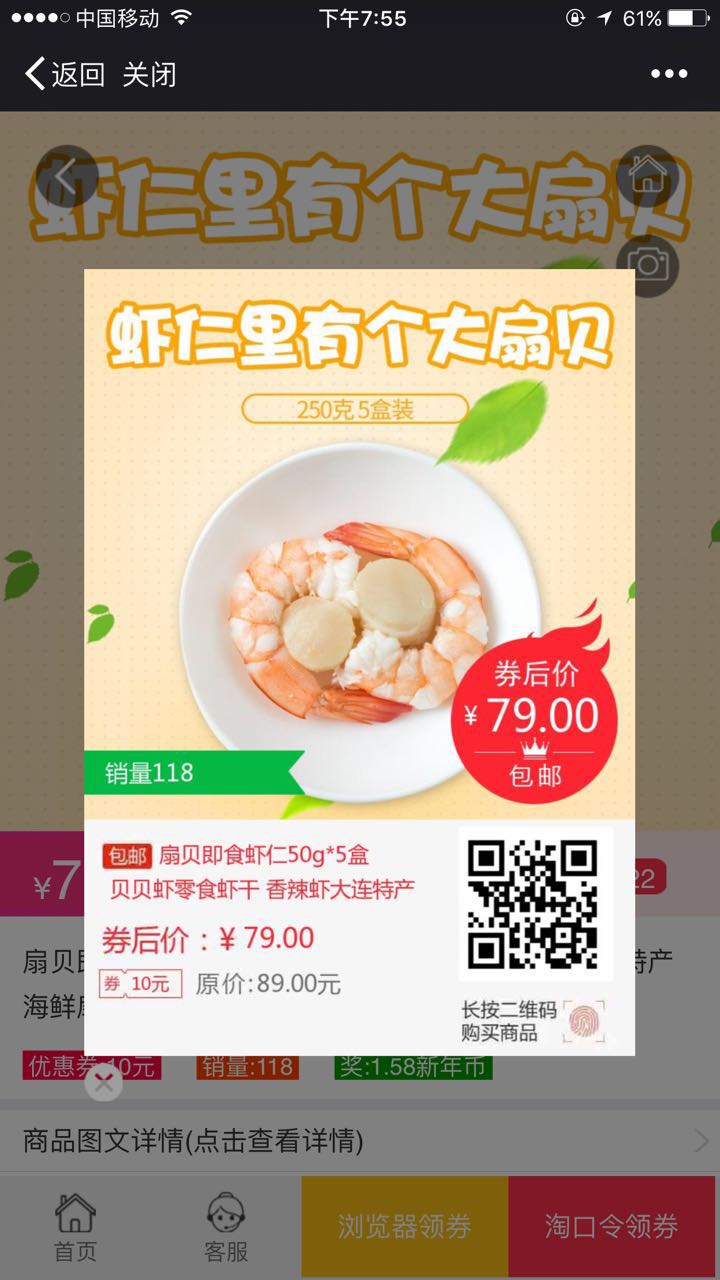 中国移动 下午7:55 61%
返回 关闭
虾仁里有个大扇贝
虾仁里有个大扇贝
250克 5盒装
券后价
¥ 79.00
包邮
销量118
包邮 扇贝即食虾仁50g*5盒
贝贝虾零食虾干 香辣虾大连特产
券后价：¥ 79.00
券 10元 原价:89.00元
长按二维码
购买商品
¥7
22
扇贝即 特产
海鲜
优惠券:10元 销量:118 奖:1.58新年币
商品图文详情(点击查看详情)
首页 客服 浏览器领券 淘口令领券